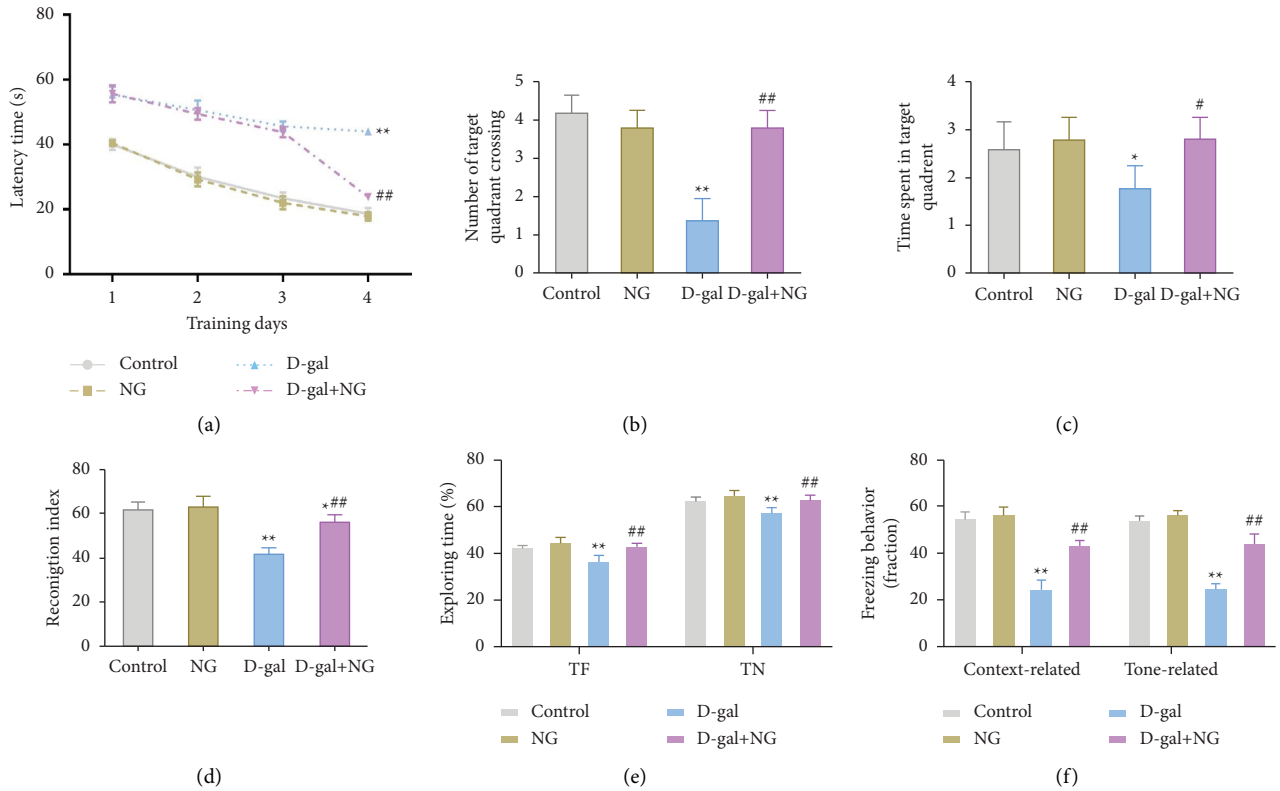 80
60
40
20
0
Latency time (s)
**
##
1 2 3 4
Training days
Control D-gal
NG D-gal+NG
(a)
5
4
3
2
1
0
Number of target
quadrant crossing
**
##
Control NG D-gal D-gal+NG
(b)
4
3
2
1
0
Time spent in target
quadrent
*
#
Control NG D-gal D-gal+NG
(c)
80
60
40
20
0
Reconigtion index
**
*##
Control NG D-gal D-gal+NG
(d)
80
60
40
20
0
Exploring time (%)
**
##
**
##
TF TN
Control D-gal
NG D-gal+NG
(e)
80
60
40
20
0
Freezing behavior
(fraction)
**
##
**
##
Context-related Tone-related
Control D-gal
NG D-gal+NG
(f)